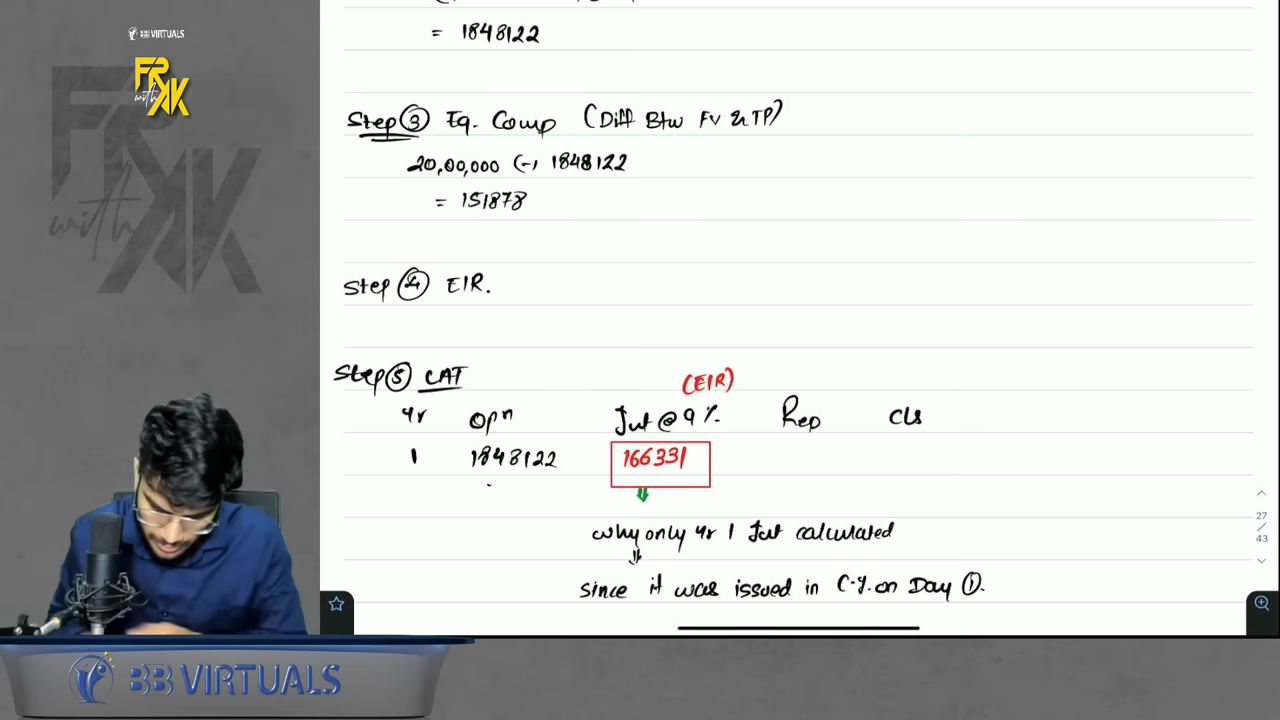 BB VIRTUALS
FR
with
KK
= 1848122
Step ③ Eq. Comp (Diff Btw FV & TP)
20,00,000 (-) 1848122
= 151878
Step ④ EIR.
Step ⑤ CAT
(EIR)
Yr Opn Int @ 9%. Rep Cls
1 1848122 166331
why only Yr 1 Int calculated
Since it was issued in C.Y. on Day ①.
27
/
43
BB VIRTUALS